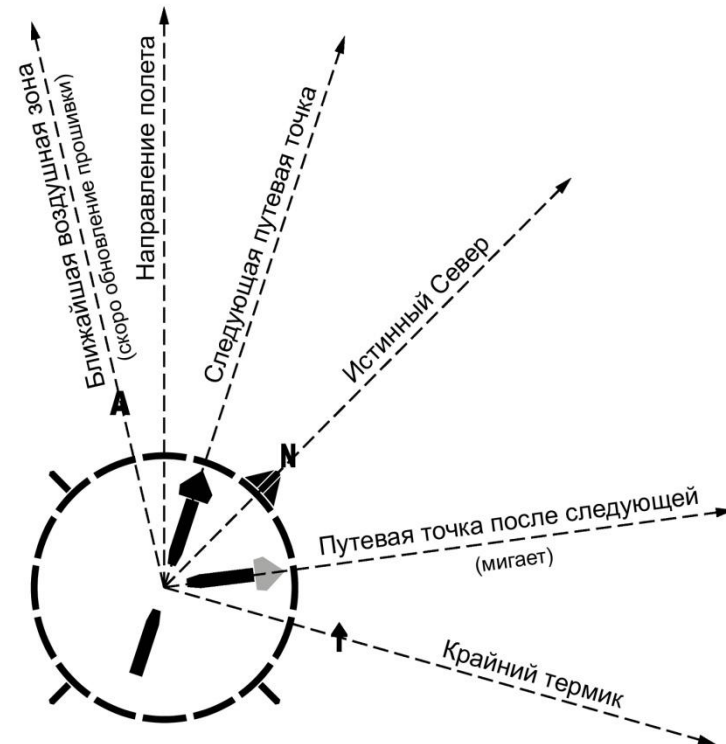 Ближайшая воздушная зона
(скоро обновление прошивки)
Направление полета
Следующая путевая точка
Истинный Север
A
N
Путевая точка после следующей
(мигает)
Крайний термик